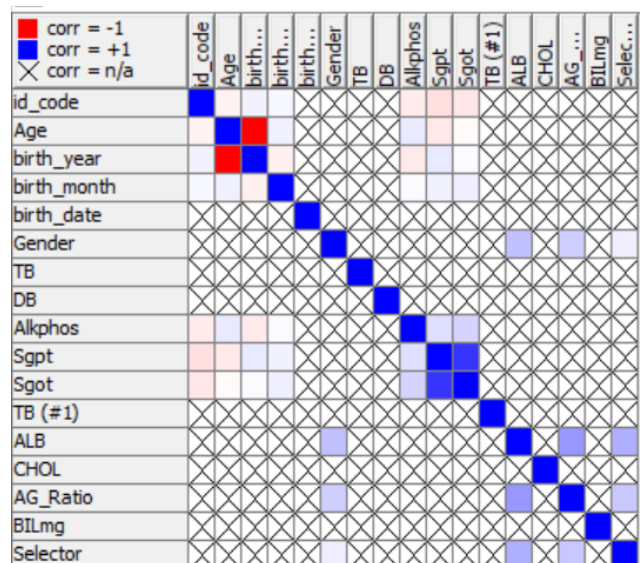 corr = -1
corr = +1
corr = n/a
id_code
Age
birth...
birth...
birth...
Gender
TB
DB
Alkphos
Sgpt
Sgot
TB (#1)
ALB
CHOL
AG_...
BILmg
Selec...
id_code
Age
birth_year
birth_month
birth_date
Gender
TB
DB
Alkphos
Sgpt
Sgot
TB (#1)
ALB
CHOL
AG_Ratio
BILmg
Selector